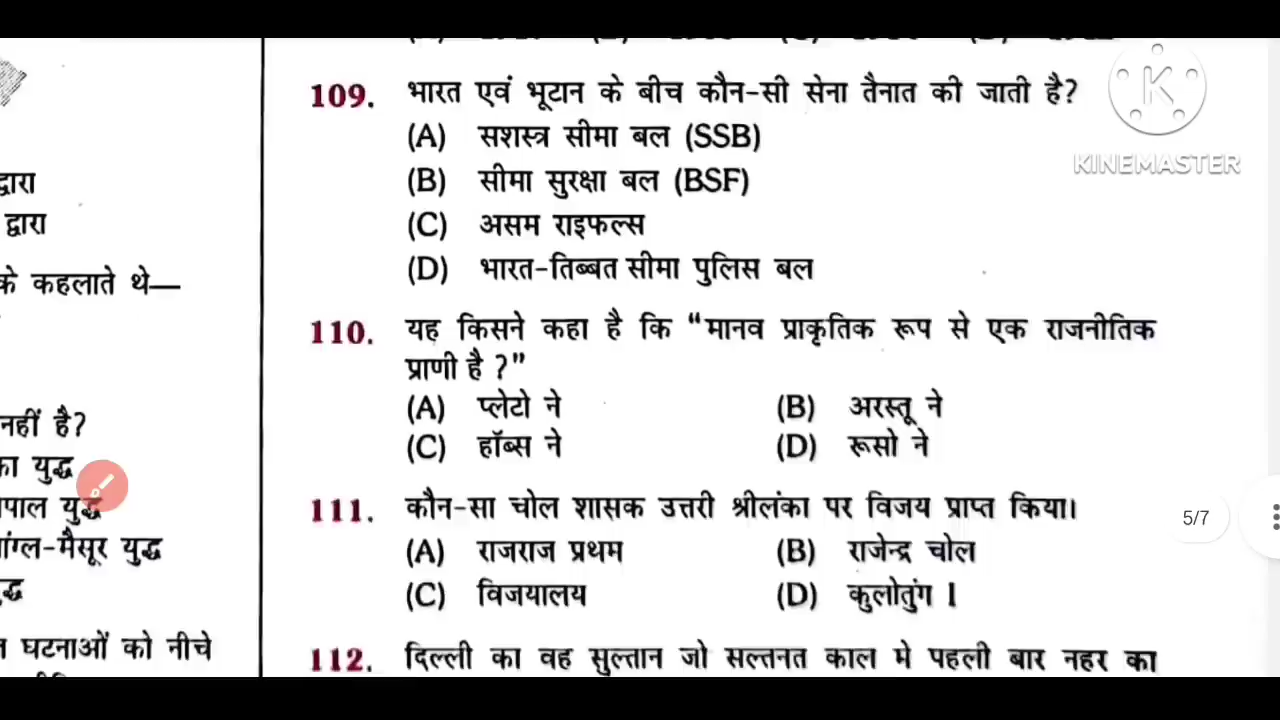 द्वारा
द्वारा
के कहलाते थे—
नहीं है?
का युद्ध
युद्ध
आंग्ल-मैसूर युद्ध
घटनाओं को नीचे
109. भारत एवं भूटान के बीच कौन-सी सेना तैनात की जाती है?
(A) सशस्त्र सीमा बल (SSB)
(B) सीमा सुरक्षा बल (BSF)
(C) असम राइफल्स
(D) भारत-तिब्बत सीमा पुलिस बल
110. यह किसने कहा है कि “मानव प्राकृतिक रूप से एक राजनीतिक
प्राणी है ?”
(A) प्लेटो ने (B) अरस्तू ने
(C) हॉब्स ने (D) रूसो ने
111. कौन-सा चोल शासक उत्तरी श्रीलंका पर विजय प्राप्त किया।
(A) राजराज प्रथम (B) राजेन्द्र चोल
(C) विजयालय (D) कुलोतुंग I
112. दिल्ली का वह सुल्तान जो सल्तनत काल मे पहली बार नहर का
K
KINEMASTER
5/7